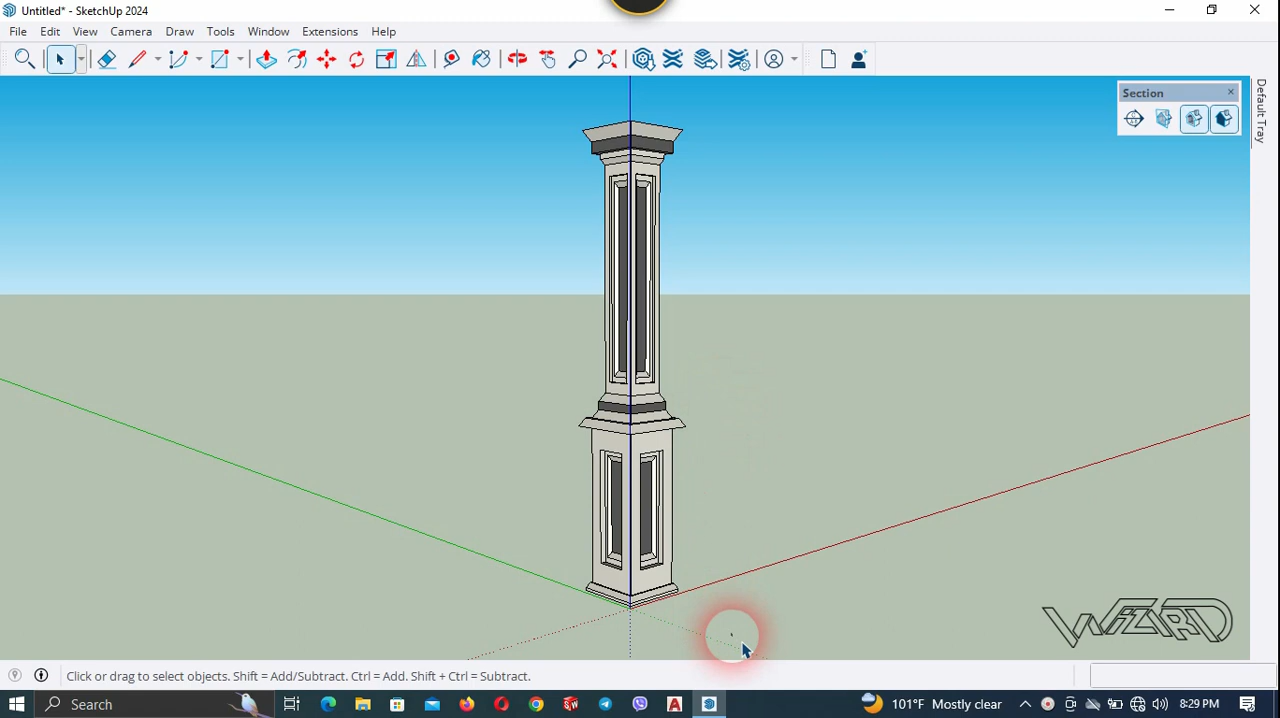 Untitled* - SketchUp 2024
File Edit View Camera Draw Tools Window Extensions Help
Section
Default Tray
WIZARD
Click or drag to select objects. Shift = Add/Subtract. Ctrl = Add. Shift + Ctrl = Subtract.
Search
101°F Mostly clear
8:29 PM